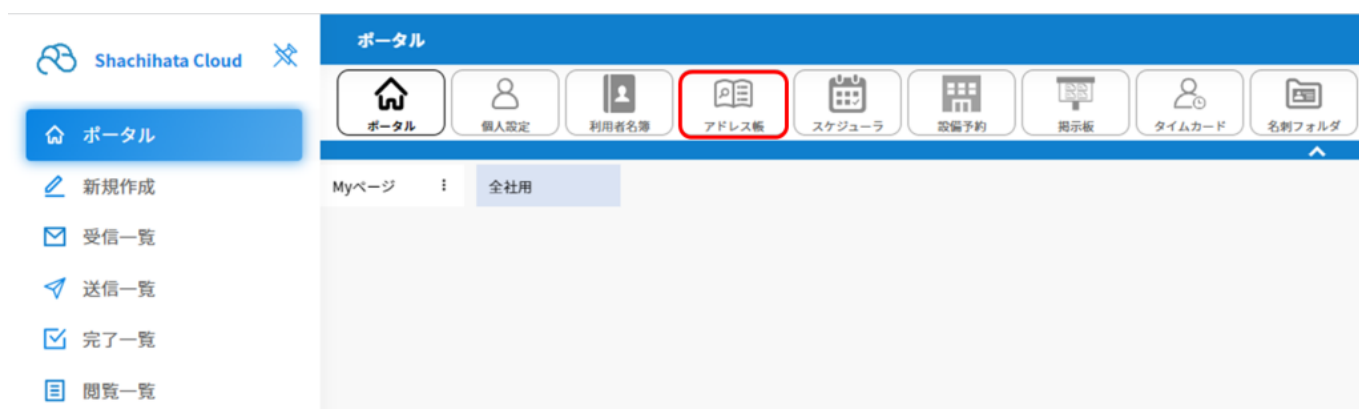 Shachihata Cloud
ポータル
ポータル
個人設定
利用者名簿
アドレス帳
スケジューラ
設備予約
掲示板
タイムカード
名刺フォルダ
ポータル
新規作成
受信一覧
送信一覧
完了一覧
閲覧一覧
Myページ
全社用